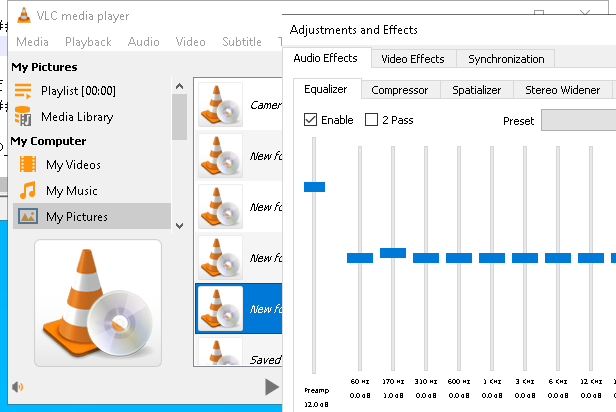 VLC media player
Media Playback Audio Video Subtitle
My Pictures
Playlist [00:00]
Media Library
My Computer
My Videos
My Music
My Pictures
Camer
New fo
New fo
New fo
New fo
Saved
Adjustments and Effects
Audio Effects Video Effects Synchronization
Equalizer Compressor Spatializer Stereo Widener
Enable 2 Pass Preset
60 Hz 170 Hz 310 Hz 600 Hz 1 KHz 3 KHz 6 KHz 12 KHz
0.0 dB 1.0 dB 0.0 dB 0.0 dB 0.0 dB 0.0 dB 0.0 dB 0.0 dB
Preamp
12.0 dB